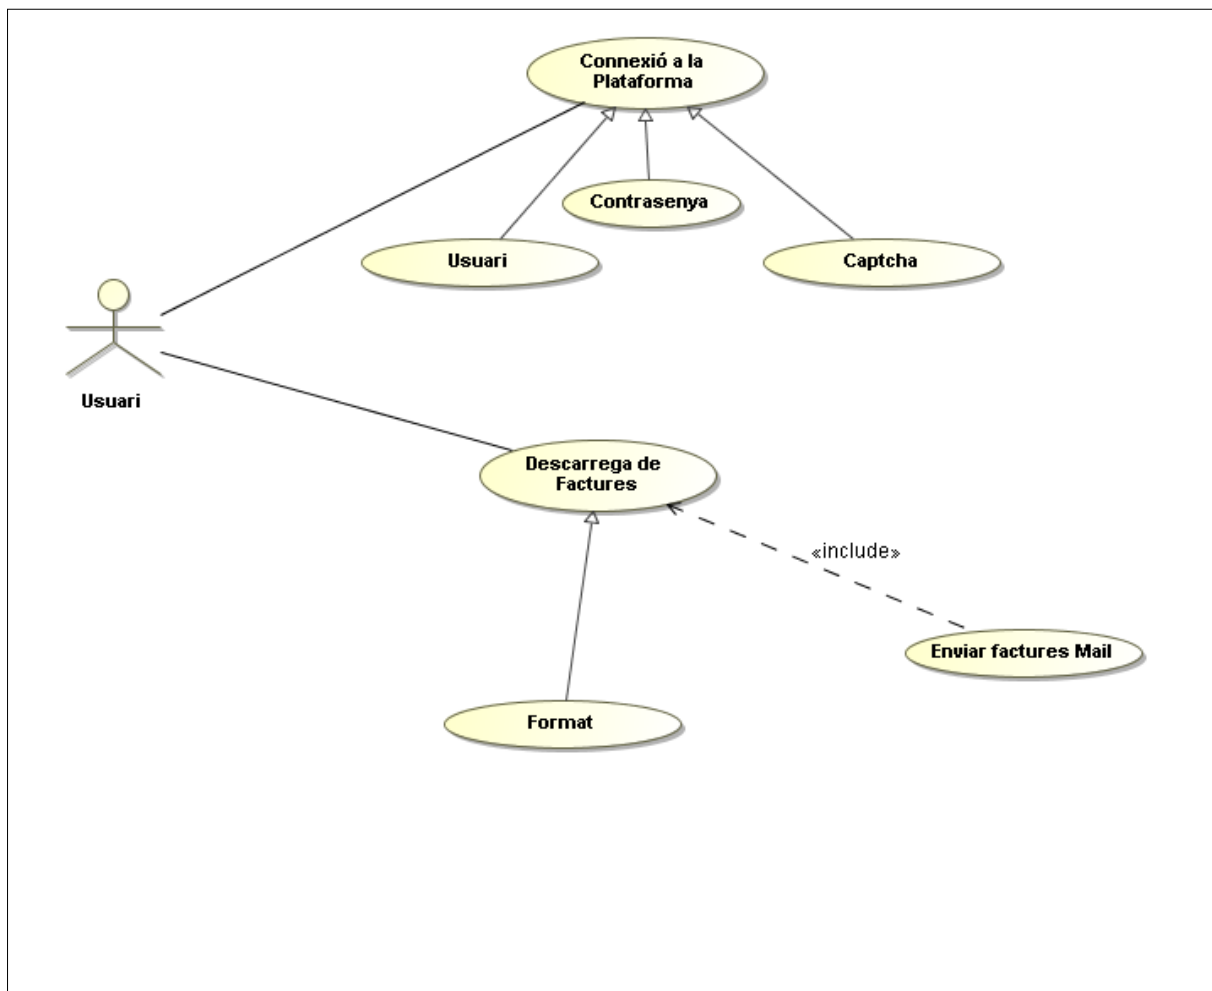 Connexió a la
Plataforma
Contrasenya
Usuari
Captcha
Usuari
Descarrega de
Factures
«include»
Enviar factures Mail
Format